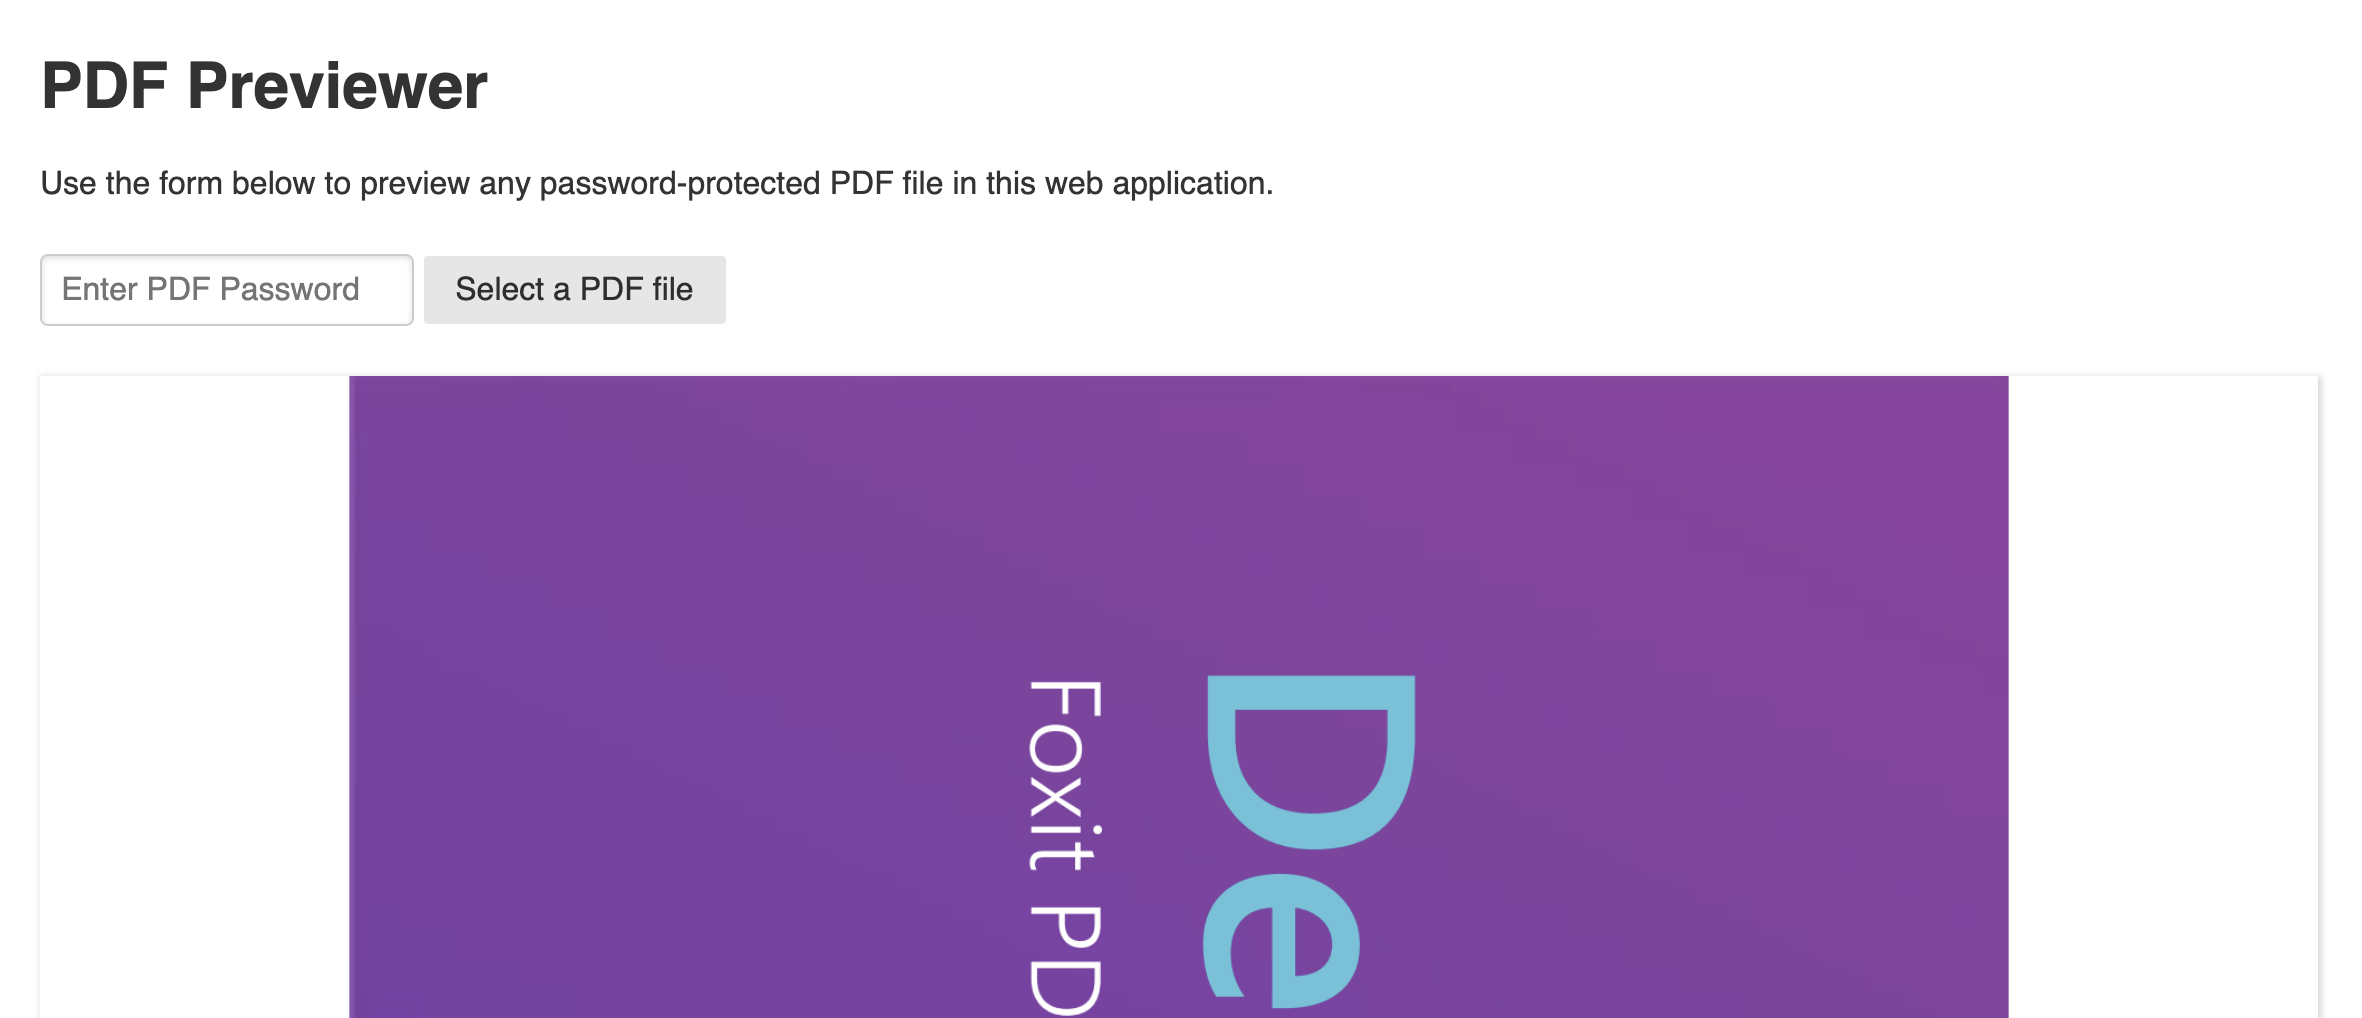 PDF Previewer
Use the form below to preview any password-protected PDF file in this web application.
Enter PDF Password
Select a PDF file
De
Foxit PD